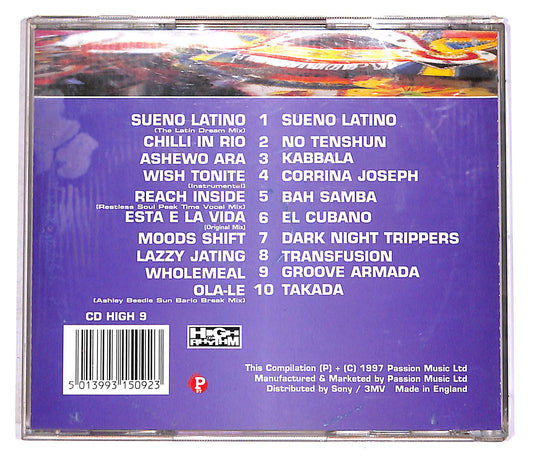 SUENO LATINO 1 SUENO LATINO
(The Latin Dream Mix)
CHILLI IN RIO 2 NO TENSHUN
ASHEWO ARA 3 KABBALA
WISH TONITE 4 CORRINA JOSEPH
(Instrumental)
REACH INSIDE 5 BAH SAMBA
(Restless Soul Peak Time Vocal Mix)
ESTA E LA VIDA 6 EL CUBANO
(Original Mix)
MOODS SHIFT 7 DARK NIGHT TRIPPERS
LAZZY JATING 8 TRANSFUSION
WHOLEMEAL 9 GROOVE ARMADA
OLA-LE 10 TAKADA
(Ashley Beedle Sun Bario Break Mix)
CD HIGH 9
HIGH
RHYTHM
This Compilation (P) + (C) 1997 Passion Music Ltd
Manufactured & Marketed by Passion Music Ltd
Distributed by Sony / 3MV Made in England
5 013993 150923
P